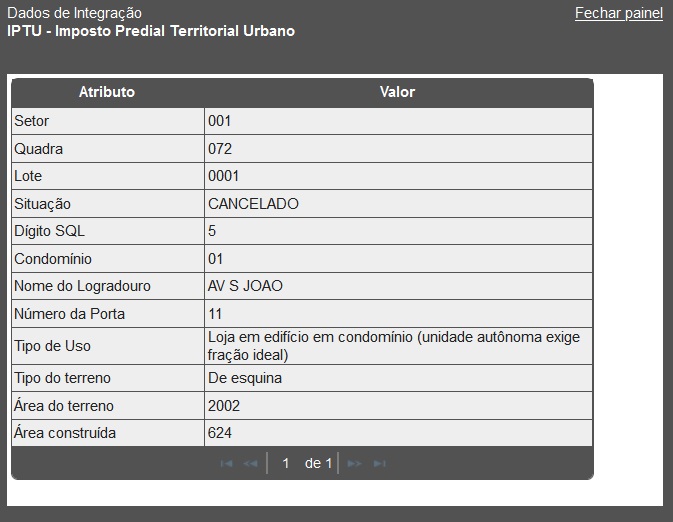 Dados de Integração Fechar painel
IPTU - Imposto Predial Territorial Urbano
Atributo Valor
Setor 001
Quadra 072
Lote 0001
Situação CANCELADO
Dígito SQL 5
Condomínio 01
Nome do Logradouro AV S JOAO
Número da Porta 11
Tipo de Uso Loja em edifício em condomínio (unidade autônoma exige
fração ideal)
Tipo do terreno De esquina
Área do terreno 2002
Área construída 624
1 de 1